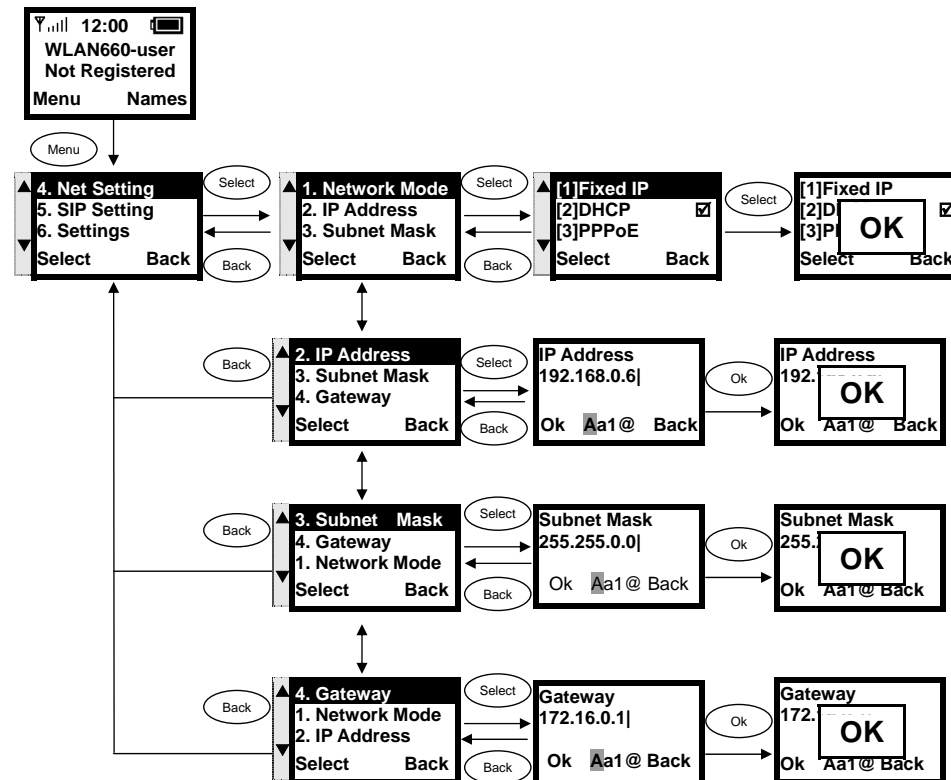 12:00
WLAN660-user
Not Registered
Menu Names
Menu
4. Net Setting
5. SIP Setting
6. Settings
Select Back
Select
Back
1. Network Mode
2. IP Address
3. Subnet Mask
Select Back
Select
Back
[1]Fixed IP
[2]DHCP
[3]PPPoE
Select Back
Select
[1]Fixed IP
[2]D
[3]P
OK
Select Back
Back
2. IP Address
3. Subnet Mask
4. Gateway
Select Back
Select
Back
IP Address
192.168.0.6|
Ok Aa1@ Back
Ok
IP Address
192.
OK
Ok Aa1@ Back
Back
3. Subnet Mask
4. Gateway
1. Network Mode
Select Back
Select
Back
Subnet Mask
255.255.0.0|
Ok Aa1@ Back
Ok
Subnet Mask
255.
OK
Ok Aa1@ Back
Back
4. Gateway
1. Network Mode
2. IP Address
Select Back
Select
Back
Gateway
172.16.0.1|
Ok Aa1@ Back
Ok
Gateway
172.
OK
Ok Aa1@ Back